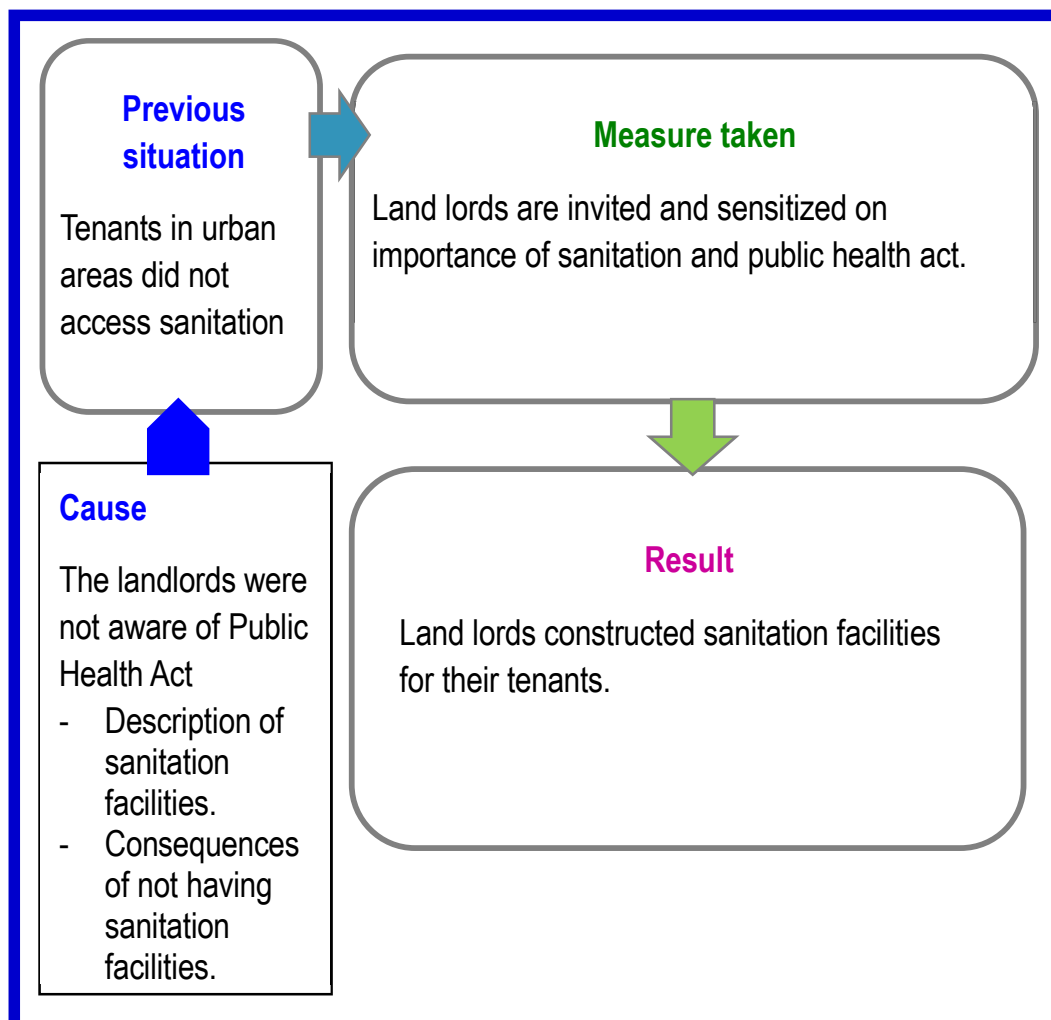 Previous
situation
Tenants in urban
areas did not
access sanitation
Measure taken
Land lords are invited and sensitized on
importance of sanitation and public health act.
Cause
The landlords were
not aware of Public
Health Act
- Description of
sanitation
facilities.
- Consequences
of not having
sanitation
facilities.
Result
Land lords constructed sanitation facilities
for their tenants.